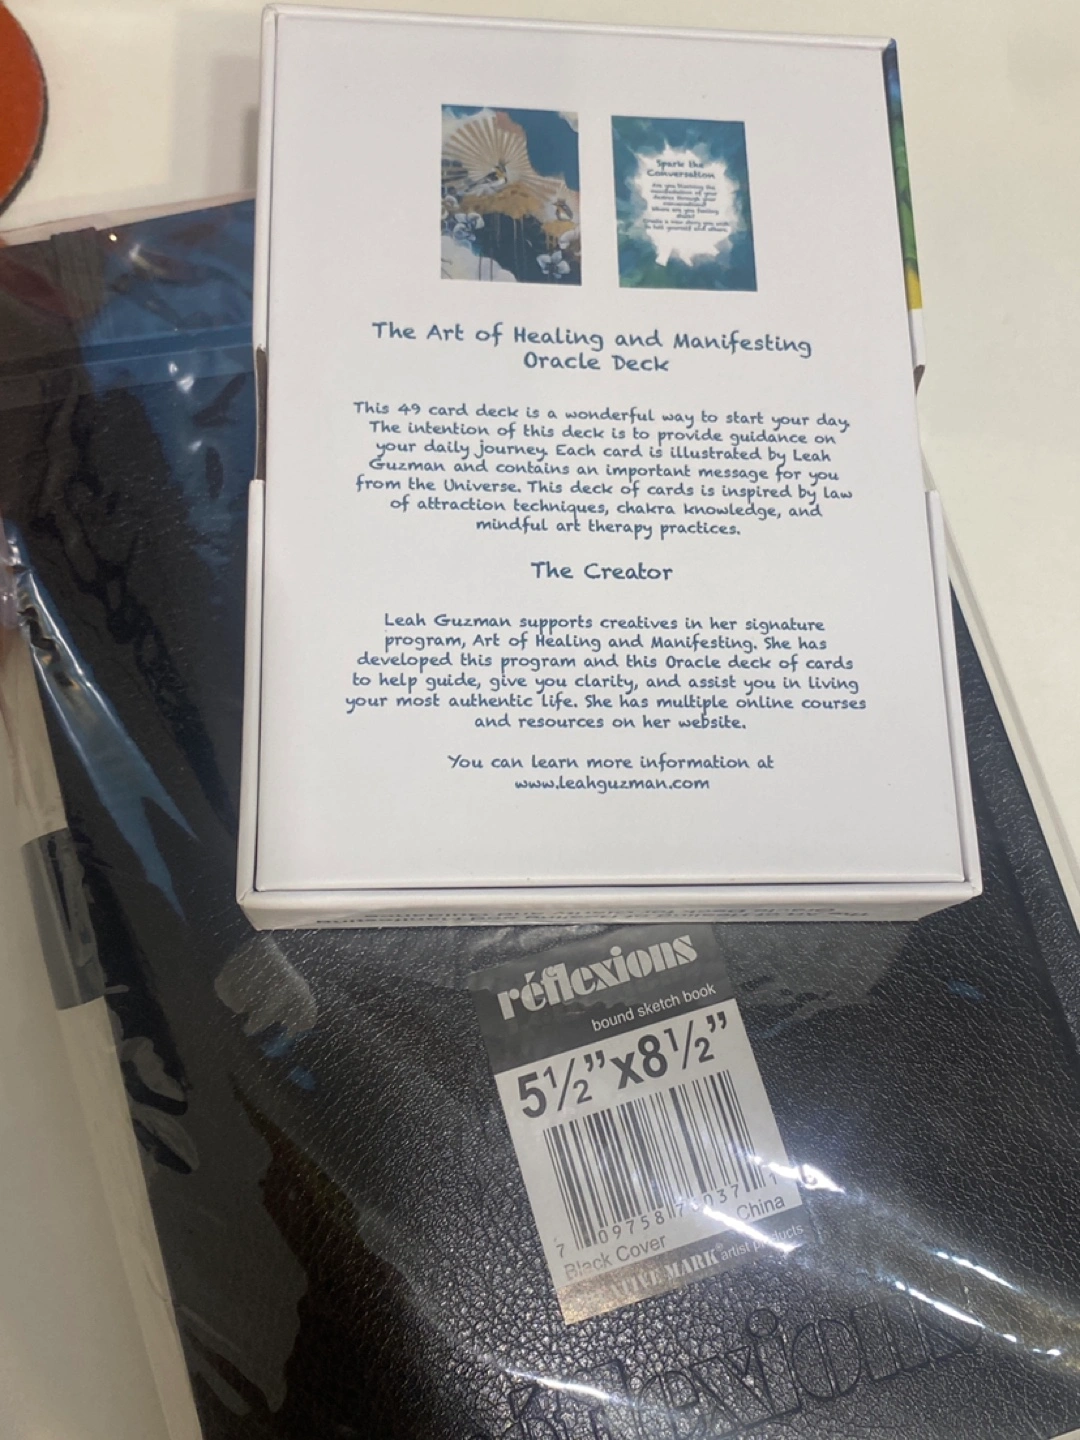 Spark the
Conversation
The Art of Healing and Manifesting
Oracle Deck
This 49 card deck is a wonderful way to start your day.
The intention of this deck is to provide guidance on
your daily journey. Each card is illustrated by Leah
Guzman and contains an important message for you
from the Universe. This deck of cards is inspired by law
of attraction techniques, chakra knowledge, and
mindful art therapy practices.
The Creator
Leah Guzman supports creatives in her signature
program, Art of Healing and Manifesting. She has
developed this program and this Oracle deck of cards
to help guide, give you clarity, and assist you in living
your most authentic life. She has multiple online courses
and resources on her website.
You can learn more information at
www.leahguzman.com
réflexions
bound sketch book
5½"x8½"
Black Cover
China
MARK® artist products